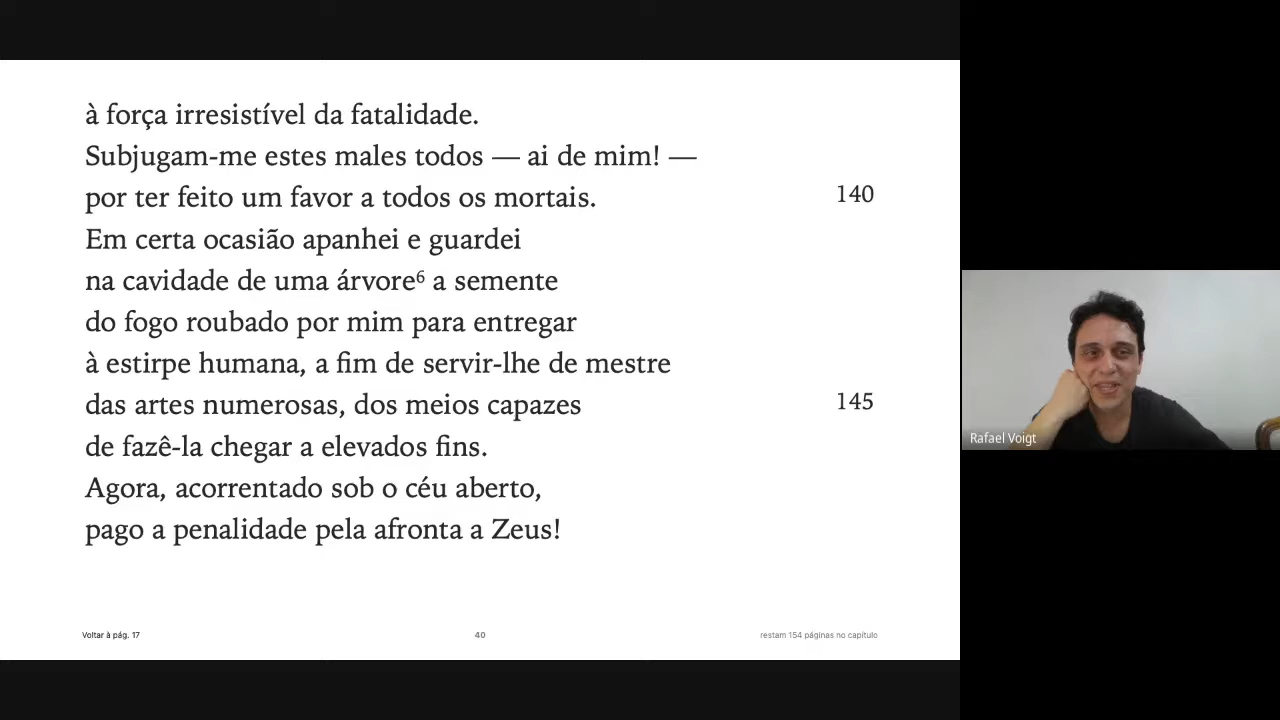 à força irresistível da fatalidade.
Subjugam-me estes males todos — ai de mim! —
por ter feito um favor a todos os mortais. 140
Em certa ocasião apanhei e guardei
na cavidade de uma árvore⁶ a semente
do fogo roubado por mim para entregar
à estirpe humana, a fim de servir-lhe de mestre
das artes numerosas, dos meios capazes 145
de fazê-la chegar a elevados fins.
Agora, acorrentado sob o céu aberto,
pago a penalidade pela afronta a Zeus!
Voltar à pág. 17 40 restam 154 páginas no capítulo
Rafael Voigt